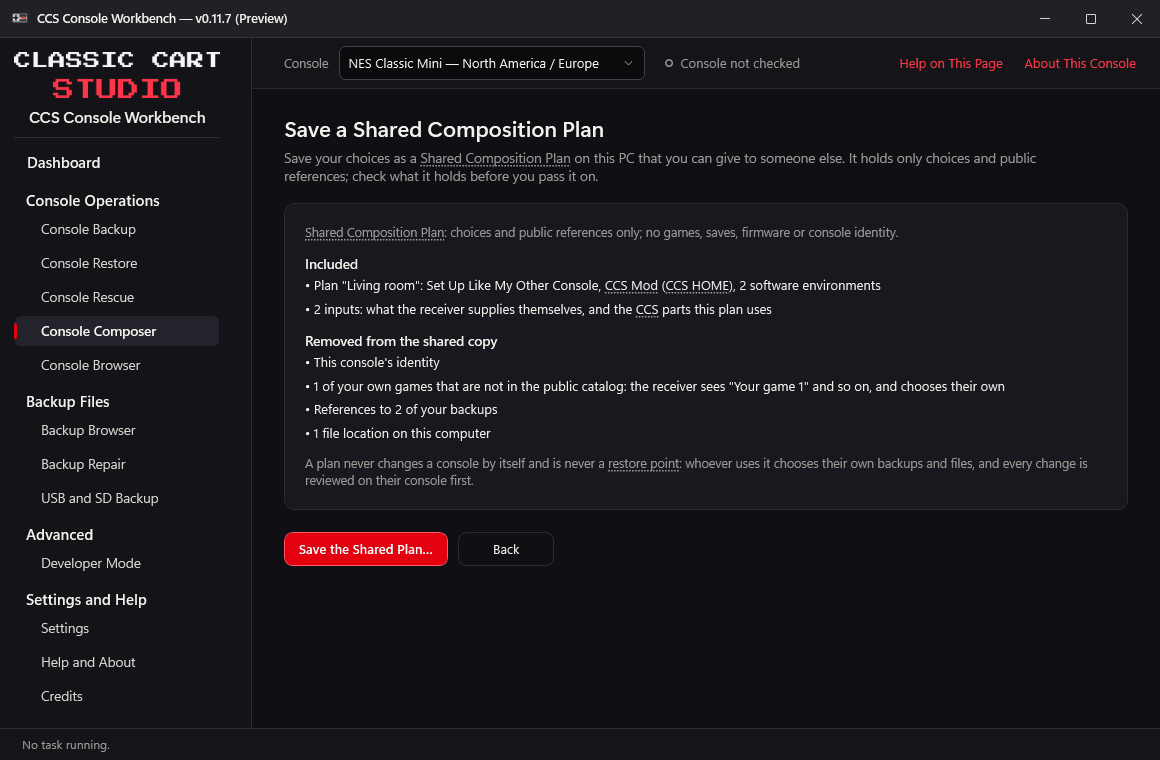 CCS Console Workbench — v0.11.7 (Preview)
CLASSIC CART
STUDIO
CCS Console Workbench
Dashboard
Console Operations
Console Backup
Console Restore
Console Rescue
Console Composer
Console Browser
Backup Files
Backup Browser
Backup Repair
USB and SD Backup
Advanced
Developer Mode
Settings and Help
Settings
Help and About
Credits
Console
NES Classic Mini — North America / Europe
Console not checked
Help on This Page
About This Console
Save a Shared Composition Plan
Save your choices as a Shared Composition Plan on this PC that you can give to someone else. It holds only choices and public
references; check what it holds before you pass it on.
Shared Composition Plan: choices and public references only; no games, saves, firmware or console identity.
Included
• Plan "Living room": Set Up Like My Other Console, CCS Mod (CCS HOME), 2 software environments
• 2 inputs: what the receiver supplies themselves, and the CCS parts this plan uses
Removed from the shared copy
• This console's identity
• 1 of your own games that are not in the public catalog: the receiver sees "Your game 1" and so on, and chooses their own
• References to 2 of your backups
• 1 file location on this computer
A plan never changes a console by itself and is never a restore point: whoever uses it chooses their own backups and files, and every change is
reviewed on their console first.
Save the Shared Plan...
Back
No task running.